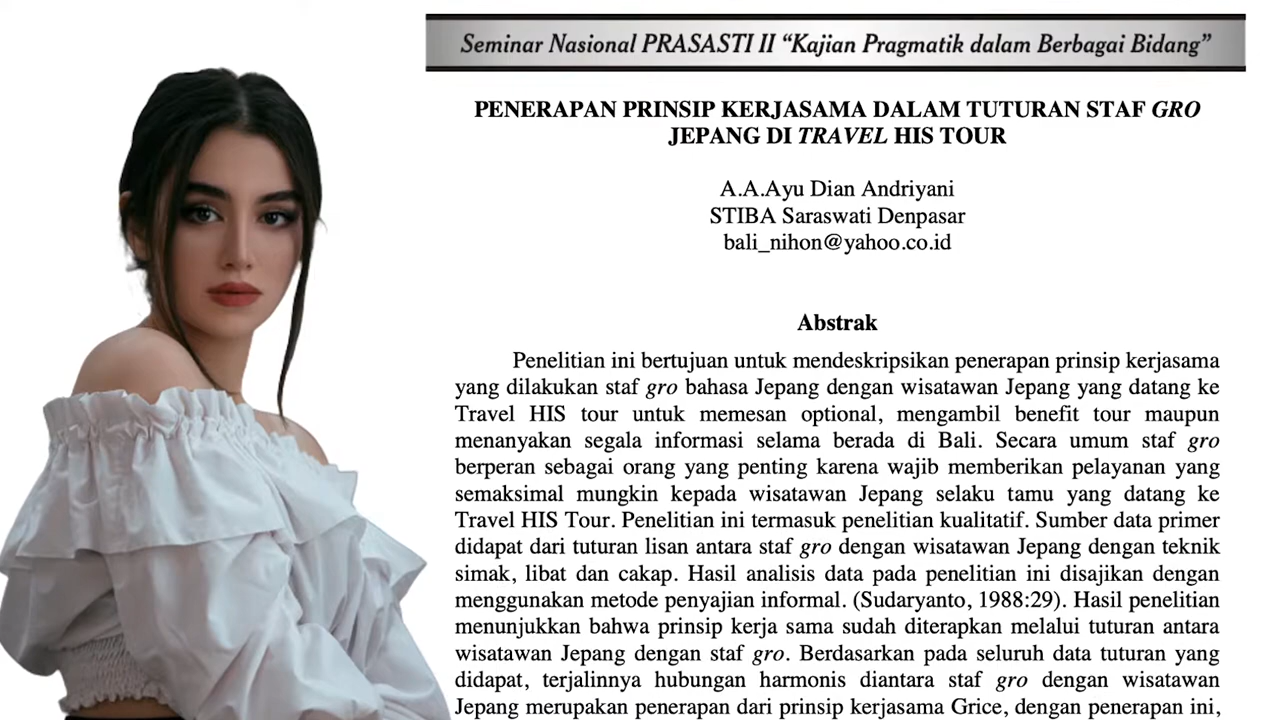 Seminar Nasional PRASASTI II “Kajian Pragmatik dalam Berbagai Bidang”
PENERAPAN PRINSIP KERJASAMA DALAM TUTURAN STAF GRO
JEPANG DI TRAVEL HIS TOUR
A.A.Ayu Dian Andriyani
STIBA Saraswati Denpasar
bali_nihon@yahoo.co.id
Abstrak
Penelitian ini bertujuan untuk mendeskripsikan penerapan prinsip kerjasama
yang dilakukan staf gro bahasa Jepang dengan wisatawan Jepang yang datang ke
Travel HIS tour untuk memesan optional, mengambil benefit tour maupun
menanyakan segala informasi selama berada di Bali. Secara umum staf gro
berperan sebagai orang yang penting karena wajib memberikan pelayanan yang
semaksimal mungkin kepada wisatawan Jepang selaku tamu yang datang ke
Travel HIS Tour. Penelitian ini termasuk penelitian kualitatif. Sumber data primer
didapat dari tuturan lisan antara staf gro dengan wisatawan Jepang dengan teknik
simak, libat dan cakap. Hasil analisis data pada penelitian ini disajikan dengan
menggunakan metode penyajian informal. (Sudaryanto, 1988:29). Hasil penelitian
menunjukkan bahwa prinsip kerja sama sudah diterapkan melalui tuturan antara
wisatawan Jepang dengan staf gro. Berdasarkan pada seluruh data tuturan yang
didapat, terjalinnya hubungan harmonis diantara staf gro dengan wisatawan
Jepang merupakan penerapan dari prinsip kerjasama Grice, dengan penerapan ini,